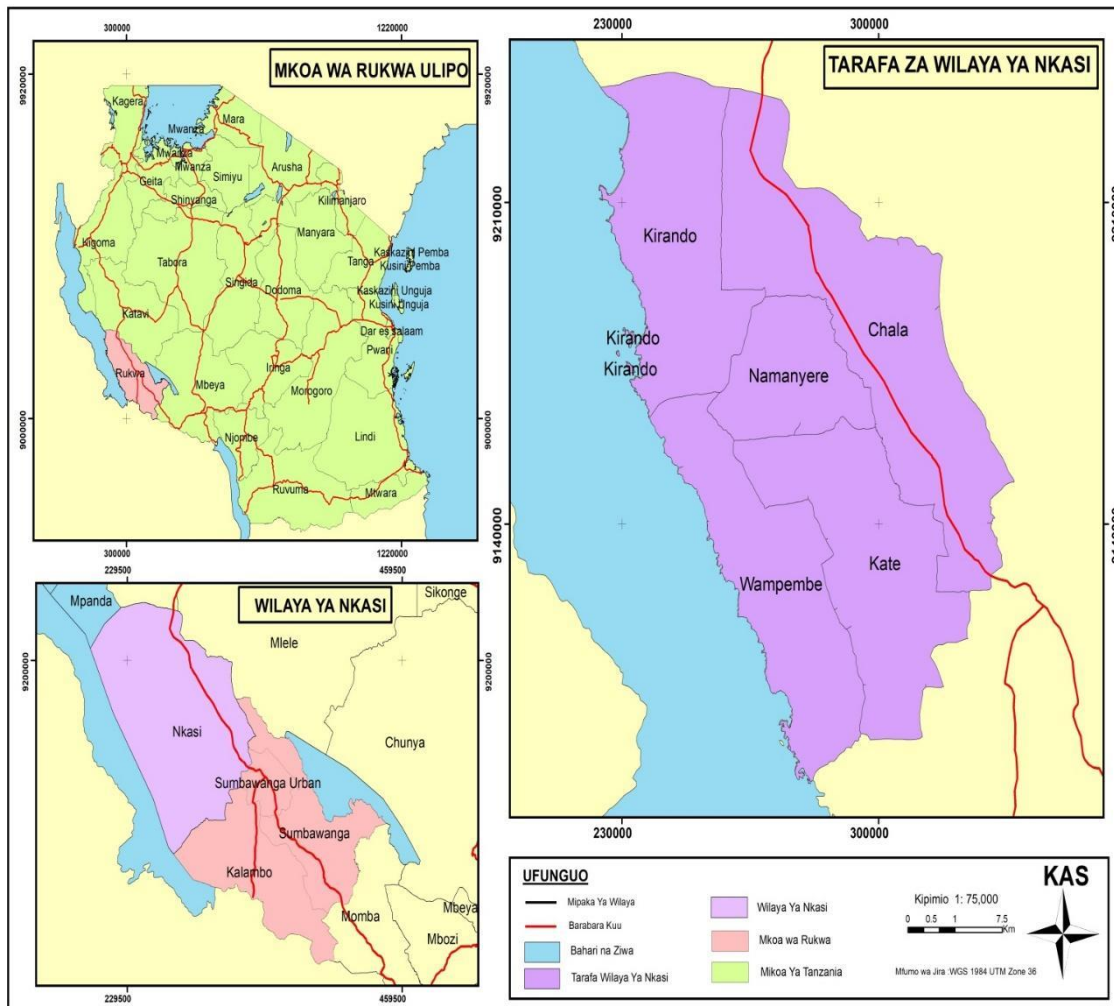 300000
1220000
9920000
9920000
MKOA WA RUKWA ULIPO
Kagera
Mwanza
Mara
Mwanza
Mwanza
Geita
Simiyu
Arusha
Shinyanga
Kilimanjaro
Kigoma
Tabora
Manyara
Kaskazini Pemba
Tanga
Kusini Pemba
Singida
Dodoma
Kaskazini Unguja
Kusini Unguja
Katavi
Dar es salaam
Pwani
Rukwa
Mbeya
Iringa
Morogoro
Njombe
Lindi
Ruvuma
Mtwara
9000000
9000000
300000
1220000
229500
459500
WILAYA YA NKASI
Mpanda
Sikonge
Mlele
9200000
9200000
Nkasi
Chunya
Sumbawanga Urban
Sumbawanga
Kalambo
Momba
Mbeya
Mbozi
229500
459500
230000
300000
TARAFA ZA WILAYA YA NKASI
9210000
Kirando
Chala
Kirando
Kirando
Namanyere
9140000
Kate
Wampembe
230000
300000
UFUNGUO
Mipaka Ya Wilaya
Barabara Kuu
Bahari na Ziwa
Tarafa Wilaya Ya Nkasi
Wilaya Ya Nkasi
Mkoa wa Rukwa
Mikoa Ya Tanzania
KAS
Kipimio 1: 75,000
0 0.5 1 7.5
Km
Mfumo wa Jira :WGS 1984 UTM Zone 36